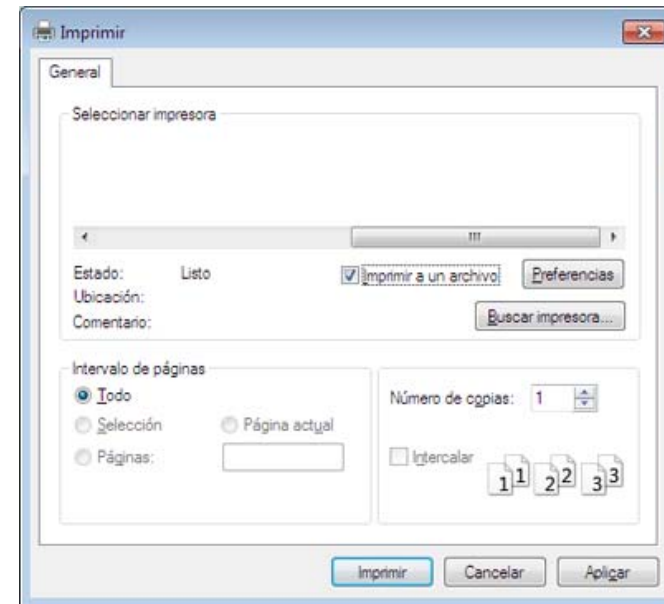 Imprimir
General
Seleccionar impresora
Estado: Listo
Imprimir a un archivo
Preferencias
Ubicación:
Comentario:
Buscar impresora...
Intervalo de páginas
Todo
Selección
Página actual
Páginas:
Número de copias: 1
Intercalar
1 1 2 2 3 3
Imprimir
Cancelar
Aplicar